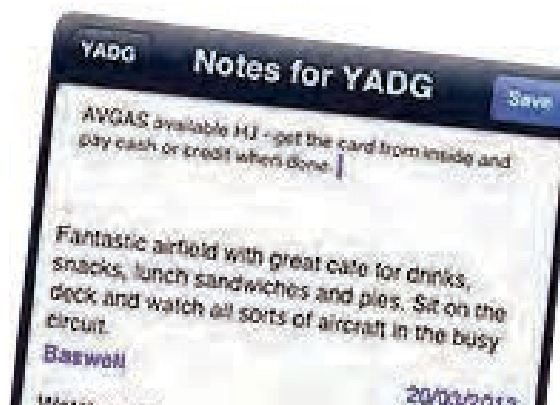 YADG
Notes for YADG
Save
AVGAS available HJ - get the card from inside and
pay cash or credit when done.
Fantastic airfield with great cafe for drinks,
snacks, lunch sandwiches and pies. Sit on the
deck and watch all sorts of aircraft in the busy
circuit.
Baswell